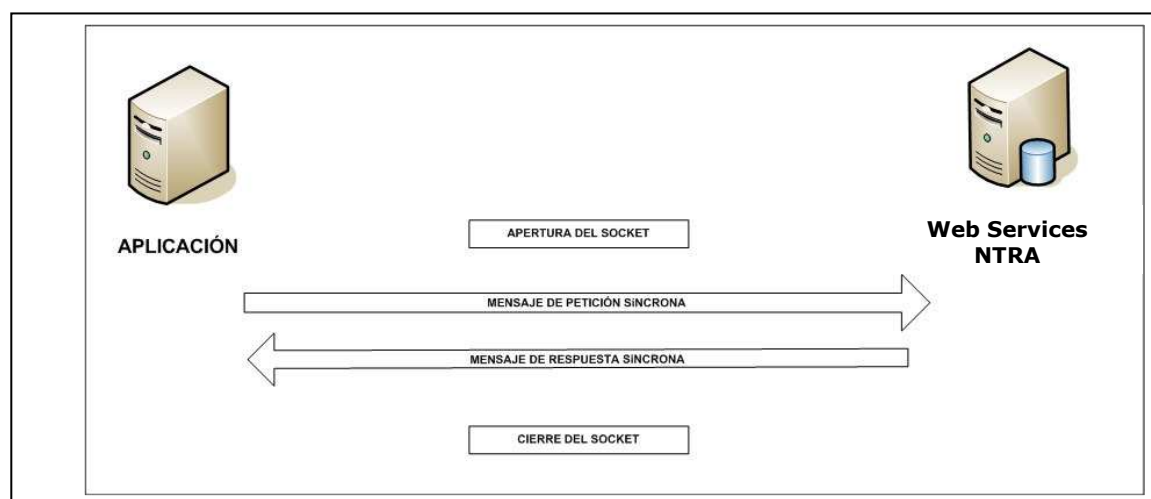 APLICACIÓN
APERTURA DEL SOCKET
Web Services
NTRA
MENSAJE DE PETICIÓN SíNCRONA
MENSAJE DE RESPUESTA SíNCRONA
CIERRE DEL SOCKET